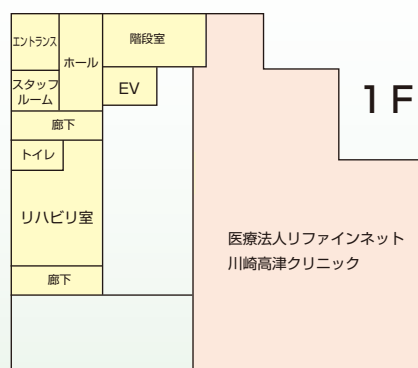 エントランス
ホール
階段室
スタッフ
ルーム
EV
1F
廊下
トイレ
リハビリ室
医療法人リファインネット
川崎高津クリニック
廊下